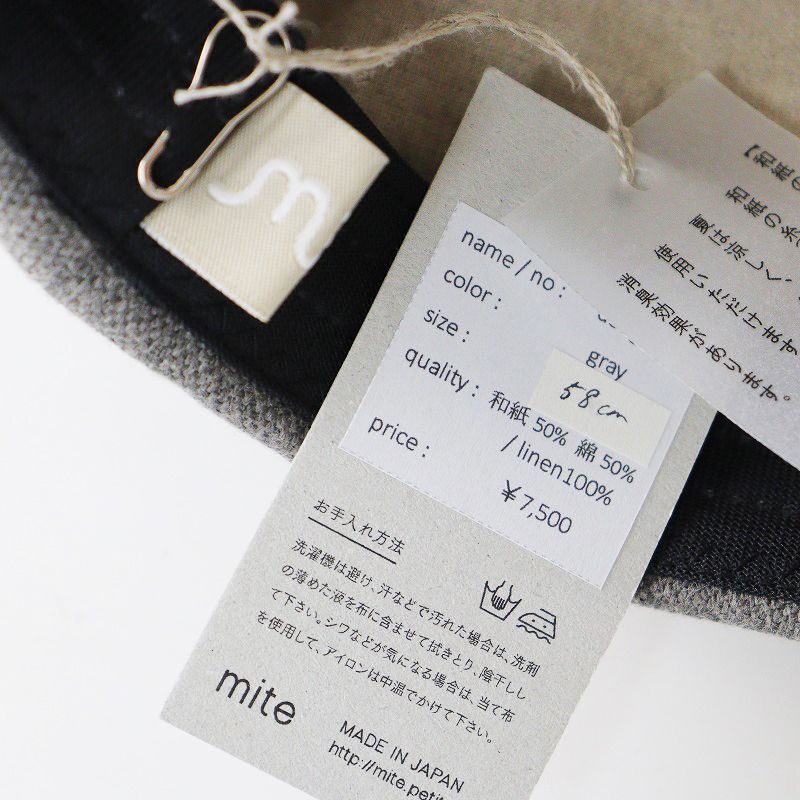 m
name / no :
color :
gray
size :
58cm
quality :
和紙 50% 綿 50%
/ linen100%
price :
￥7,500
お手入れ方法
洗濯機は避け、汗などで汚れた場合は、洗剤
の薄めた液を布に含ませて拭きとり、陰干しし
て下さい。シワなどが気になる場合は、当て布
を使用して、アイロンは中温でかけて下さい。
mite
MADE IN JAPAN
http://mite.petit
【和紙の
和紙の糸
夏は涼しく、
使用いただけます
消臭効果があります。